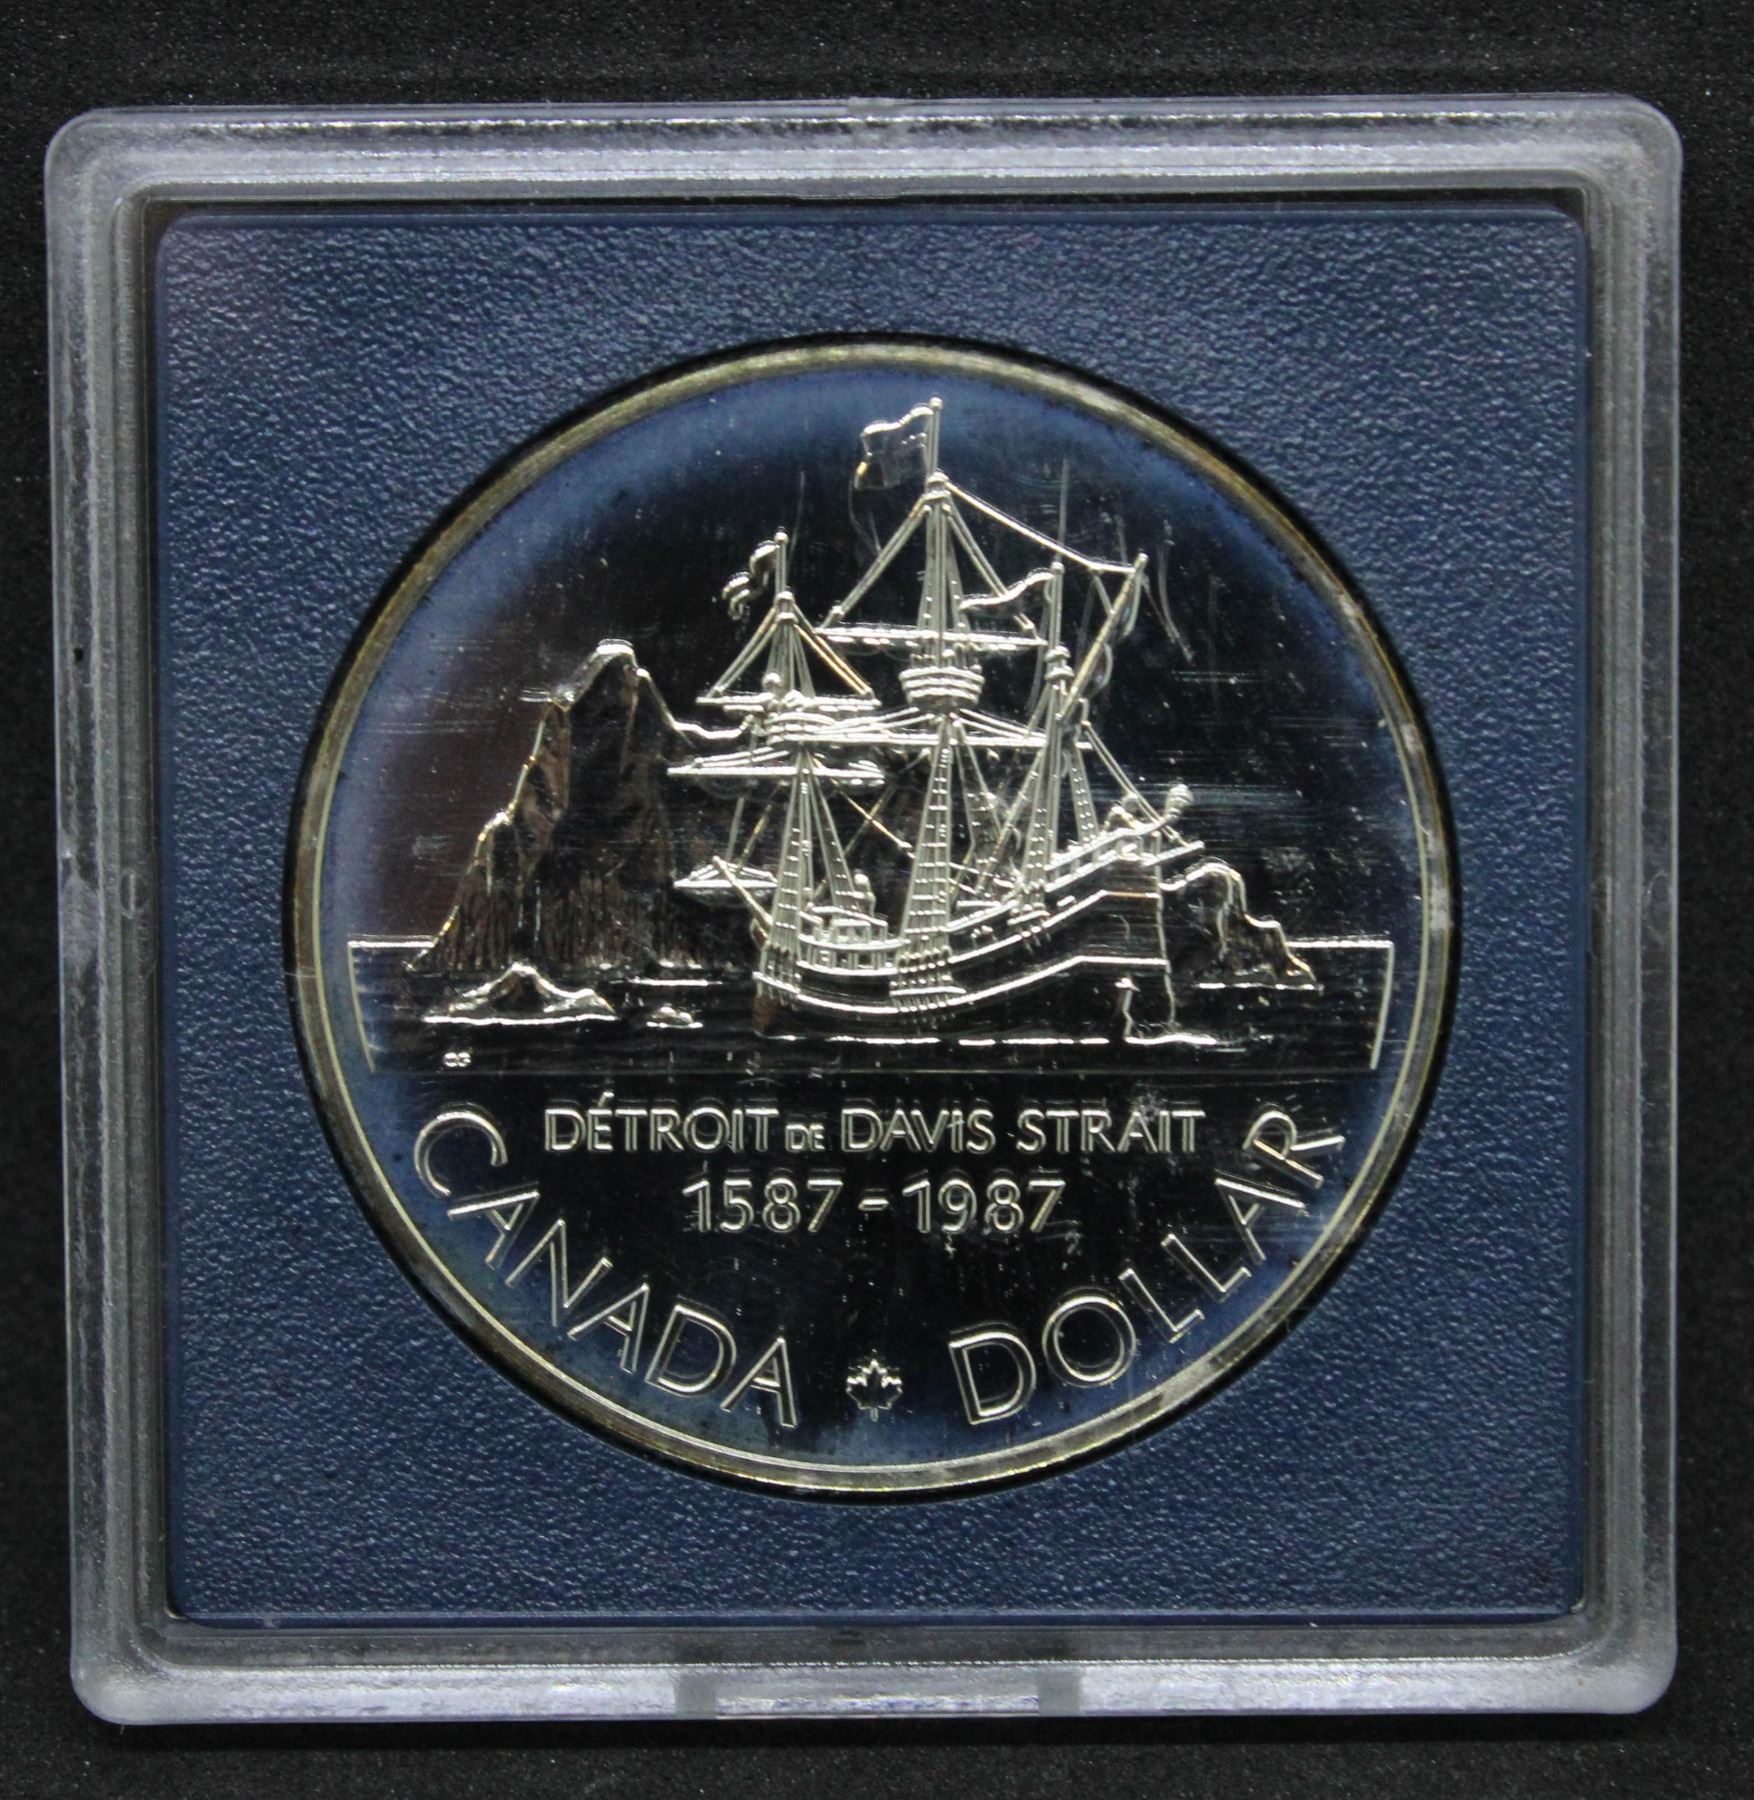 DÉTROIT DE DAVIS STRAIT
1587-1987
CANADA DOLLAR